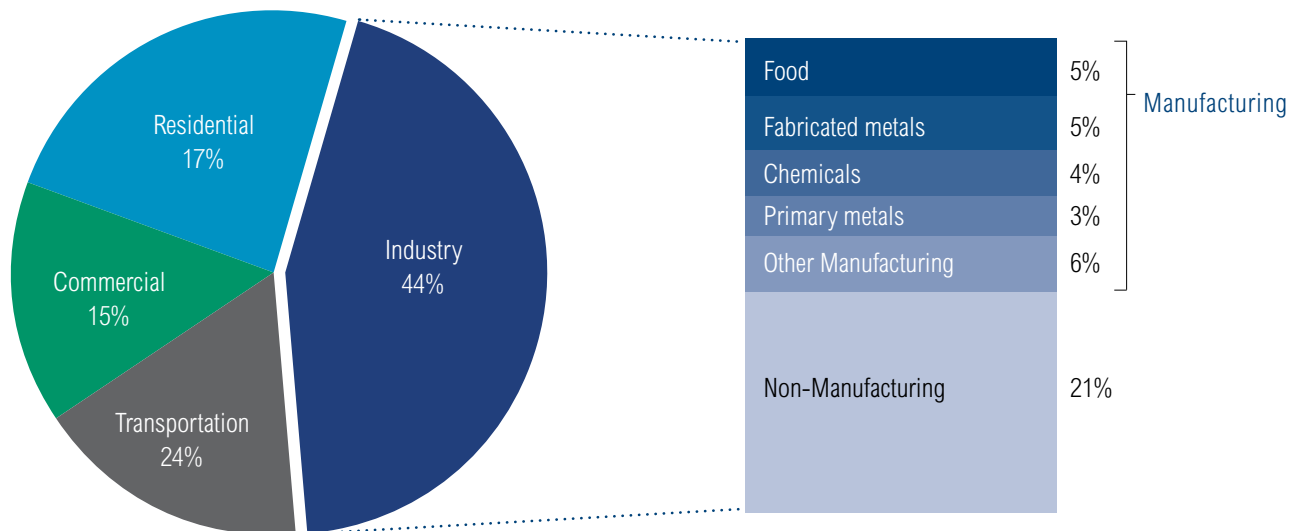 Residential
17%
Commercial
15%
Transportation
24%
Industry
44%
Food 5%
Fabricated metals 5%
Chemicals 4%
Primary metals 3%
Other Manufacturing 6%
Manufacturing
Non-Manufacturing 21%